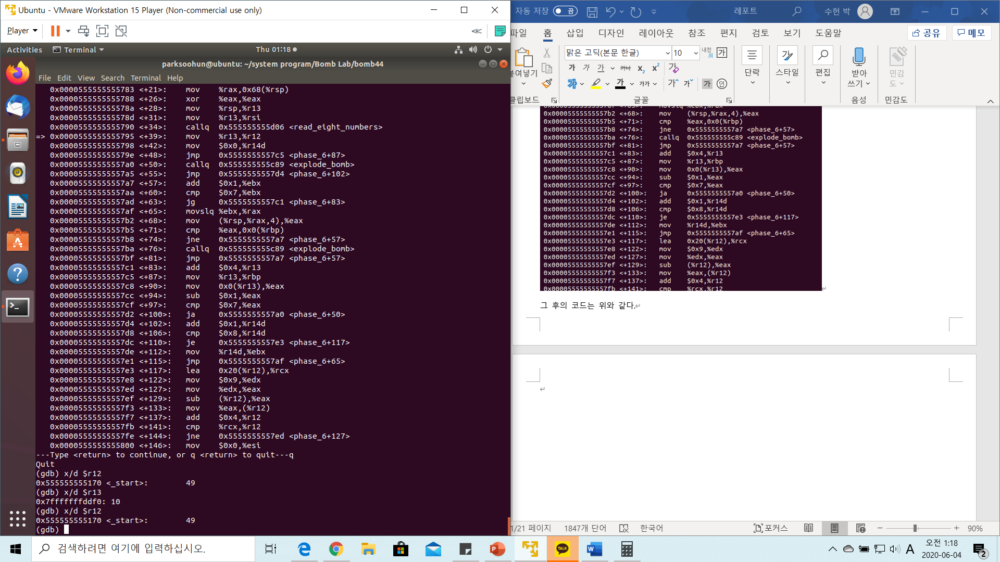 Ubuntu - VMware Workstation 15 Player (Non-commercial use only)
Player
Activities
Terminal
Thu 01:18
parksoohun@ubuntu: ~/system program/Bomb Lab/bomb44
File Edit View Search Terminal Help
0x0000555555555783 <+21>: mov %rax,0x68(%rsp)
0x0000555555555788 <+26>: xor %eax,%eax
0x000055555555578a <+28>: mov %rsp,%r13
0x000055555555578d <+31>: mov %r13,%rsi
0x0000555555555790 <+34>: callq 0x555555555d06 <read_eight_numbers>
=> 0x0000555555555795 <+39>: mov %r13,%r12
0x0000555555555798 <+42>: mov $0x0,%r14d
0x000055555555579e <+48>: jmp 0x5555555557c5 <phase_6+87>
0x00005555555557a0 <+50>: callq 0x555555555c89 <explode_bomb>
0x00005555555557a5 <+55>: jmp 0x5555555557d4 <phase_6+102>
0x00005555555557a7 <+57>: add $0x1,%ebx
0x00005555555557aa <+60>: cmp $0x7,%ebx
0x00005555555557ad <+63>: jg 0x5555555557c1 <phase_6+83>
0x00005555555557af <+65>: movslq %ebx,%rax
0x00005555555557b2 <+68>: mov (%rsp,%rax,4),%eax
0x00005555555557b5 <+71>: cmp %eax,0x0(%rbp)
0x00005555555557b8 <+74>: jne 0x5555555557a7 <phase_6+57>
0x00005555555557ba <+76>: callq 0x555555555c89 <explode_bomb>
0x00005555555557bf <+81>: jmp 0x5555555557a7 <phase_6+57>
0x00005555555557c1 <+83>: add $0x4,%r13
0x00005555555557c5 <+87>: mov %r13,%rbp
0x00005555555557c8 <+90>: mov 0x0(%r13),%eax
0x00005555555557cc <+94>: sub $0x1,%eax
0x00005555555557cf <+97>: cmp $0x7,%eax
0x00005555555557d2 <+100>: ja 0x5555555557a0 <phase_6+50>
0x00005555555557d4 <+102>: add $0x1,%r14d
0x00005555555557d8 <+106>: cmp $0x8,%r14d
0x00005555555557dc <+110>: je 0x5555555557e3 <phase_6+117>
0x00005555555557de <+112>: mov %r14d,%ebx
0x00005555555557e1 <+115>: jmp 0x5555555557af <phase_6+65>
0x00005555555557e3 <+117>: lea 0x20(%r12),%rcx
0x00005555555557e8 <+122>: mov $0x9,%edx
0x00005555555557ed <+127>: mov %edx,%eax
0x00005555555557ef <+129>: sub (%r12),%eax
0x00005555555557f3 <+133>: mov %eax,(%r12)
0x00005555555557f7 <+137>: add $0x4,%r12
0x00005555555557fb <+141>: cmp %rcx,%r12
0x00005555555557fe <+144>: jne 0x5555555557ed <phase_6+127>
0x0000555555555800 <+146>: mov $0x0,%esi
---Type <return> to continue, or q <return> to quit---q
Quit
(gdb) x/d $r12
0x555555555170 <_start>: 49
(gdb) x/d $r13
0x7fffffffddf0: 10
(gdb) x/d $r12
0x555555555170 <_start>: 49
(gdb)
자동 저장 끔
레포트
수헌 박
파일 홈 삽입 디자인 레이아웃 참조 편지 검토 보기 도움말
공유
메모
붙여넣기
클립보드
맑은 고딕(본문 한글) 10
글꼴
단락
스타일
편집
받아 쓰기
음성
민감도
민감도
0x00005555555557af <+65>: movslq %ebx,%rax
0x00005555555557b2 <+68>: mov (%rsp,%rax,4),%eax
0x00005555555557b5 <+71>: cmp %eax,0x0(%rbp)
0x00005555555557b8 <+74>: jne 0x5555555557a7 <phase_6+57>
0x00005555555557ba <+76>: callq 0x555555555c89 <explode_bomb>
0x00005555555557bf <+81>: jmp 0x5555555557a7 <phase_6+57>
0x00005555555557c1 <+83>: add $0x4,%r13
0x00005555555557c5 <+87>: mov %r13,%rbp
0x00005555555557c8 <+90>: mov 0x0(%r13),%eax
0x00005555555557cc <+94>: sub $0x1,%eax
0x00005555555557cf <+97>: cmp $0x7,%eax
0x00005555555557d2 <+100>: ja 0x5555555557a0 <phase_6+50>
0x00005555555557d4 <+102>: add $0x1,%r14d
0x00005555555557d8 <+106>: cmp $0x8,%r14d
0x00005555555557dc <+110>: je 0x5555555557e3 <phase_6+117>
0x00005555555557de <+112>: mov %r14d,%ebx
0x00005555555557e1 <+115>: jmp 0x5555555557af <phase_6+65>
0x00005555555557e3 <+117>: lea 0x20(%r12),%rcx
0x00005555555557e8 <+122>: mov $0x9,%edx
0x00005555555557ed <+127>: mov %edx,%eax
0x00005555555557ef <+129>: sub (%r12),%eax
0x00005555555557f3 <+133>: mov %eax,(%r12)
0x00005555555557f7 <+137>: add $0x4,%r12
0x00005555555557fb <+141>: cmp %rcx,%r12
그 후의 코드는 위와 같다.
1/21 페이지
1847개 단어
한국어
포커스
90%
검색하려면 여기에 입력하십시오.
TALK
A
오전 1:18
2020-06-04
2